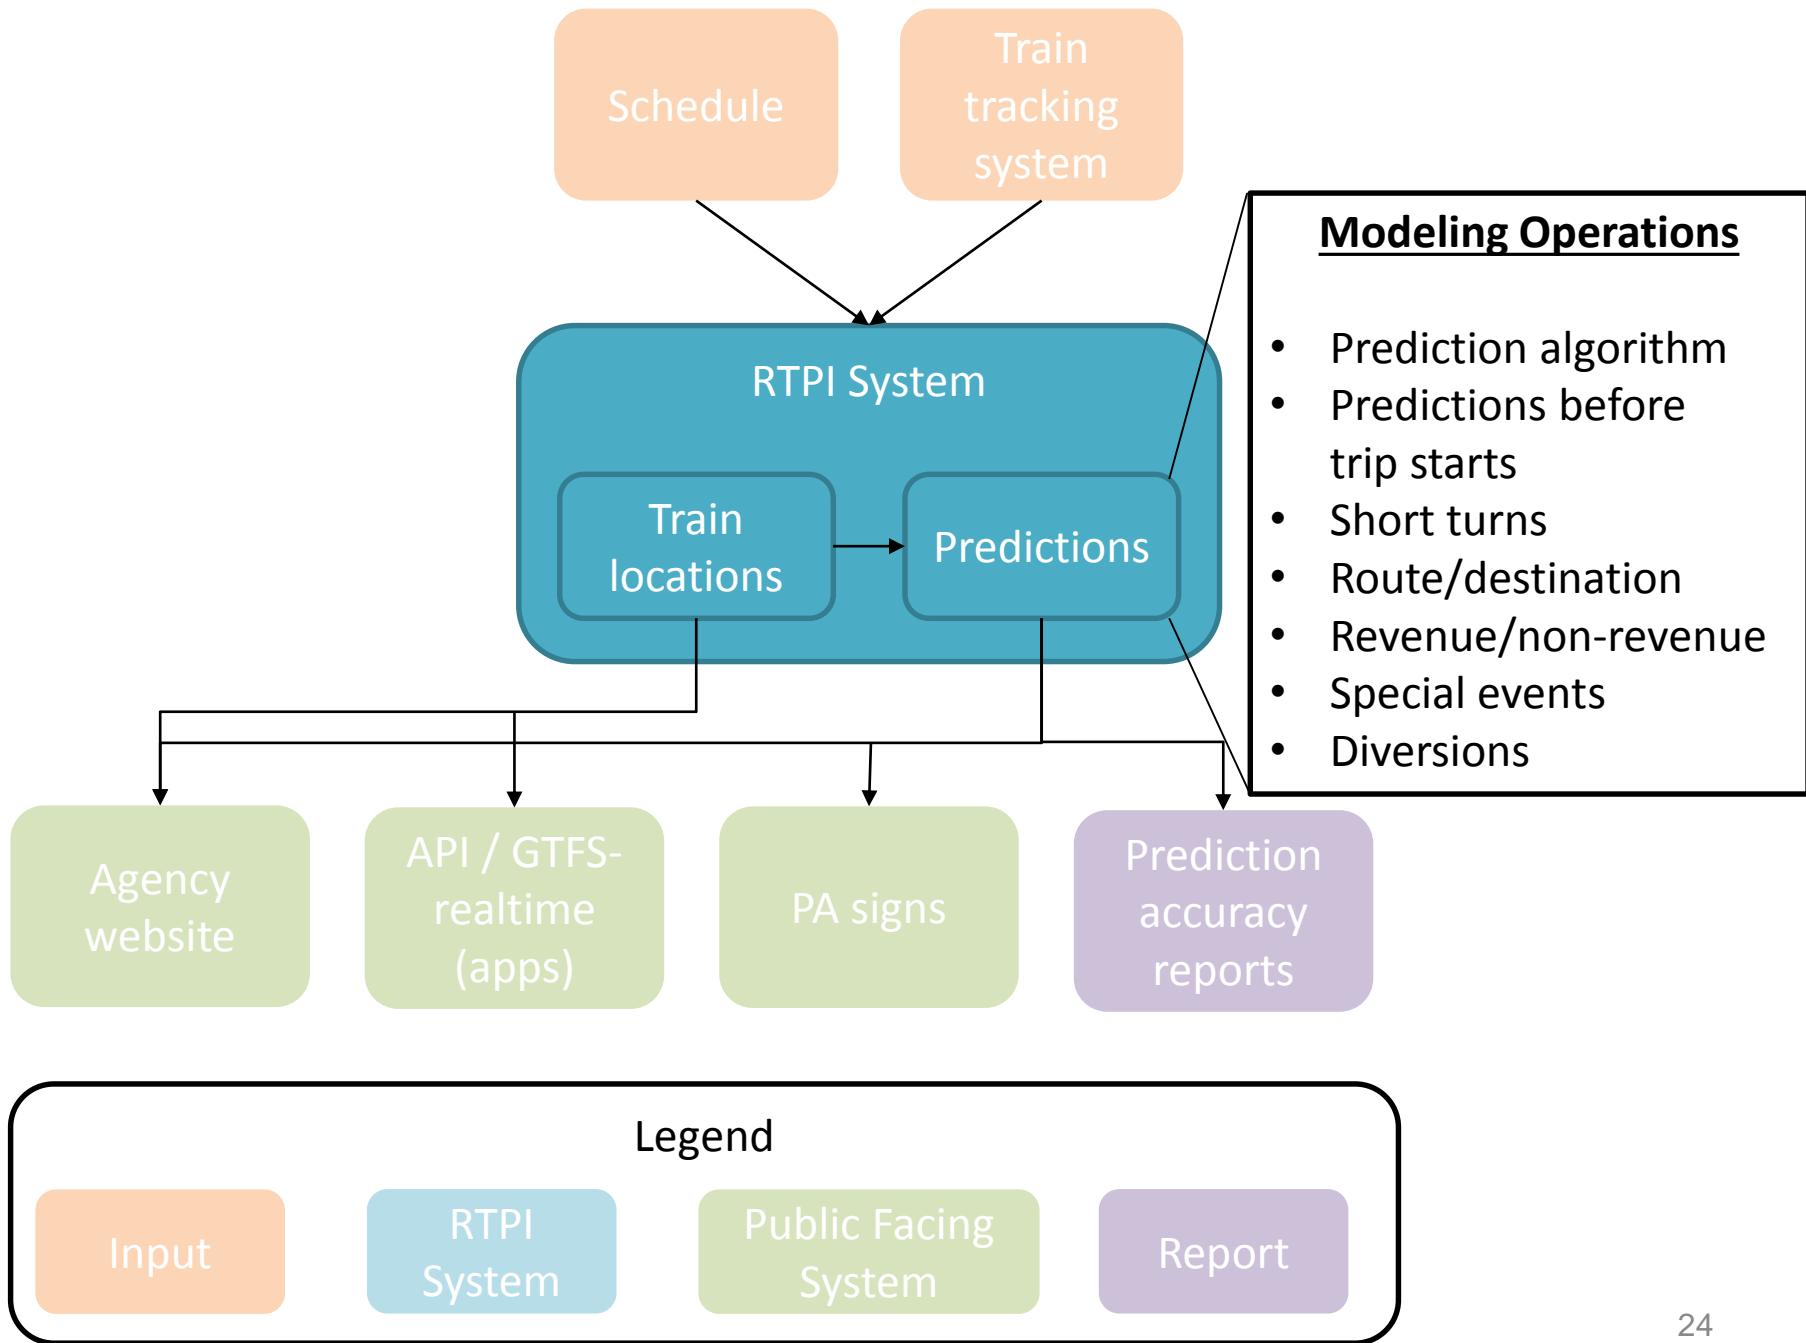 Schedule
Train
tracking
system
RTPI System
Train
locations
Predictions
Modeling Operations
• Prediction algorithm
• Predictions before
trip starts
• Short turns
• Route/destination
• Revenue/non-revenue
• Special events
• Diversions
Agency
website
API / GTFS-
realtime
(apps)
PA signs
Prediction
accuracy
reports
Legend
Input
RTPI
System
Public Facing
System
Report
24